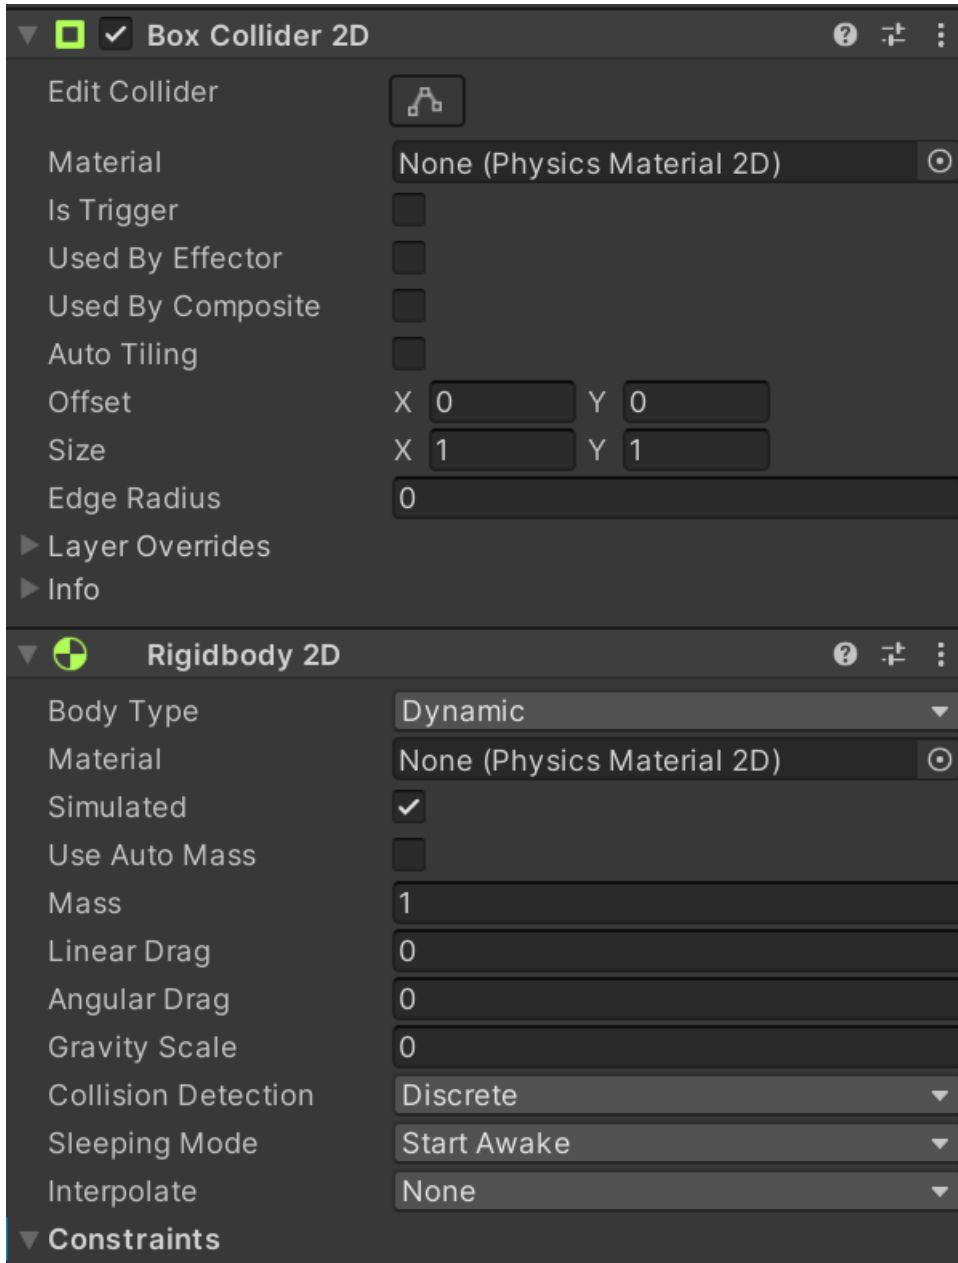 Box Collider 2D
Edit Collider
Material None (Physics Material 2D)
Is Trigger
Used By Effector
Used By Composite
Auto Tiling
Offset X 0 Y 0
Size X 1 Y 1
Edge Radius 0
Layer Overrides
Info
Rigidbody 2D
Body Type Dynamic
Material None (Physics Material 2D)
Simulated
Use Auto Mass
Mass 1
Linear Drag 0
Angular Drag 0
Gravity Scale 0
Collision Detection Discrete
Sleeping Mode Start Awake
Interpolate None
Constraints